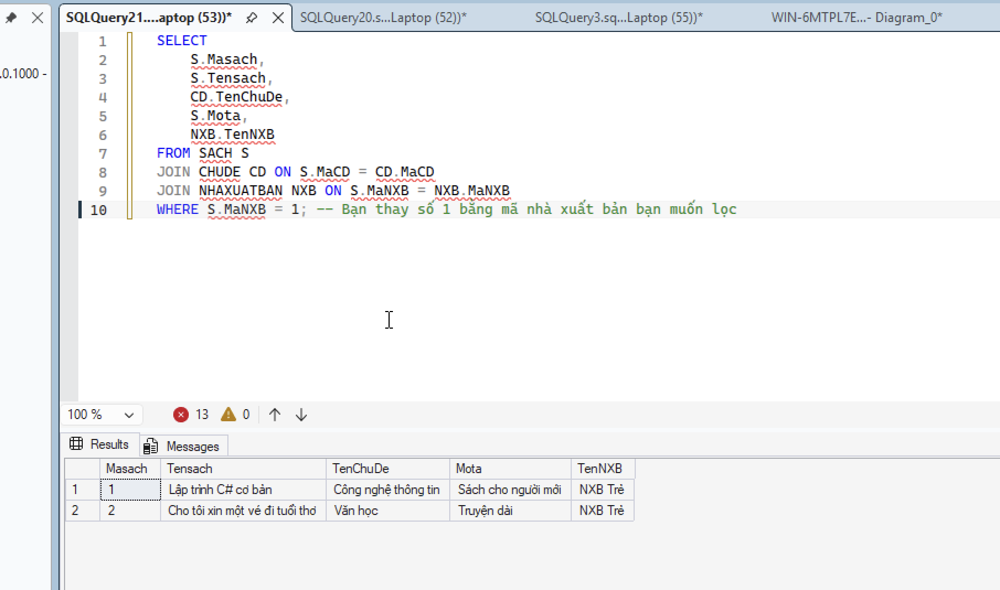 SQLQuery21....aptop (53))* SQLQuery20.s...Laptop (52))* SQLQuery3.sq...Laptop (55))* WIN-6MTPL7E...- Diagram_0*
.0.1000 -
1 SELECT
2 S.Masach,
3 S.Tensach,
4 CD.TenChuDe,
5 S.Mota,
6 NXB.TenNXB
7 FROM SACH S
8 JOIN CHUDE CD ON S.MaCD = CD.MaCD
9 JOIN NHAXUATBAN NXB ON S.MaNXB = NXB.MaNXB
10 WHERE S.MaNXB = 1; -- Bạn thay số 1 bằng mã nhà xuất bản bạn muốn lọc
100 % 13 0
Results Messages
Masach Tensach TenChuDe Mota TenNXB
1 1 Lập trình C# cơ bản Công nghệ thông tin Sách cho người mới NXB Trẻ
2 2 Cho tôi xin một vé đi tuổi thơ Văn học Truyện dài NXB Trẻ